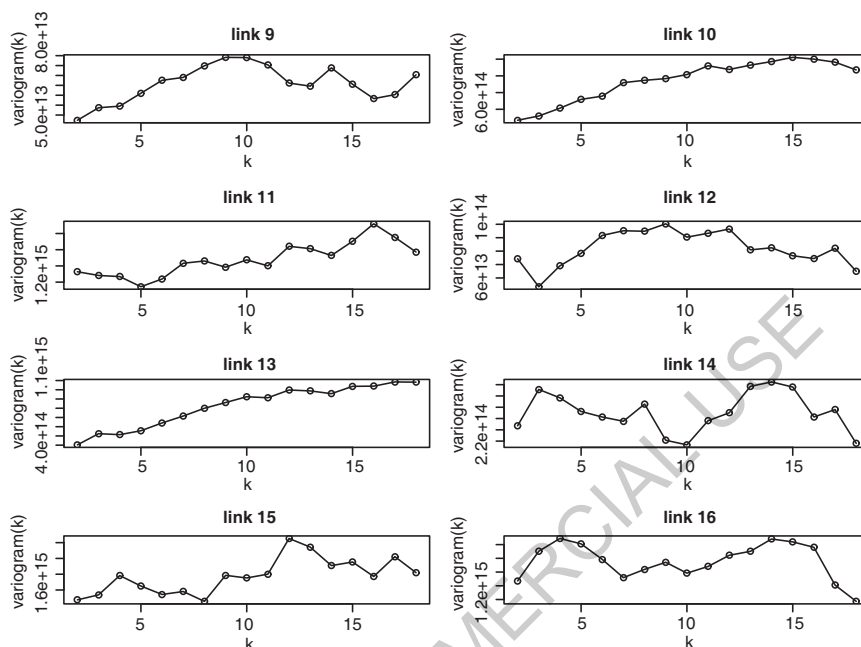 link 9
variogram(k)
5.0e+13 8.0e+13
5 10 15
k
link 10
variogram(k)
6.0e+14
5 10 15
k
link 11
variogram(k)
1.2e+15
5 10 15
k
link 12
variogram(k)
6e+13 1e+14
5 10 15
k
link 13
variogram(k)
4.0e+14 1.1e+15
5 10 15
k
link 14
variogram(k)
2.2e+14
5 10 15
k
link 15
variogram(k)
1.6e+15
5 10 15
k
link 16
variogram(k)
1.2e+15
5 10 15
k
MERCIAL USE